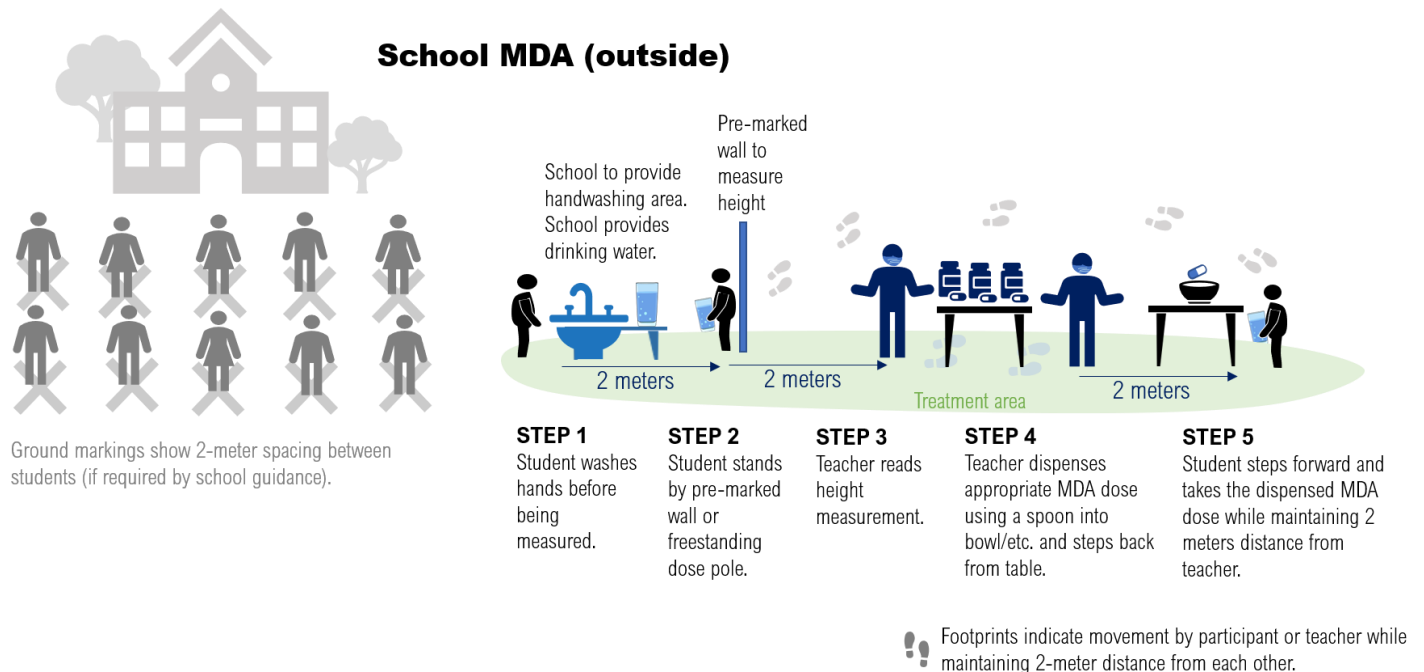 School MDA (outside)
Pre-marked
wall to
measure
height
School to provide
handwashing area.
School provides
drinking water.
2 meters
2 meters
2 meters
Treatment area
Ground markings show 2-meter spacing between
students (if required by school guidance).
STEP 1
Student washes
hands before
being
measured.
STEP 2
Student stands
by pre-marked
wall or
freestanding
dose pole.
STEP 3
Teacher reads
height
measurement.
STEP 4
Teacher dispenses
appropriate MDA dose
using a spoon into
bowl/etc. and steps back
from table.
STEP 5
Student steps forward and
takes the dispensed MDA
dose while maintaining 2
meters distance from
teacher.
Footprints indicate movement by participant or teacher while
maintaining 2-meter distance from each other.